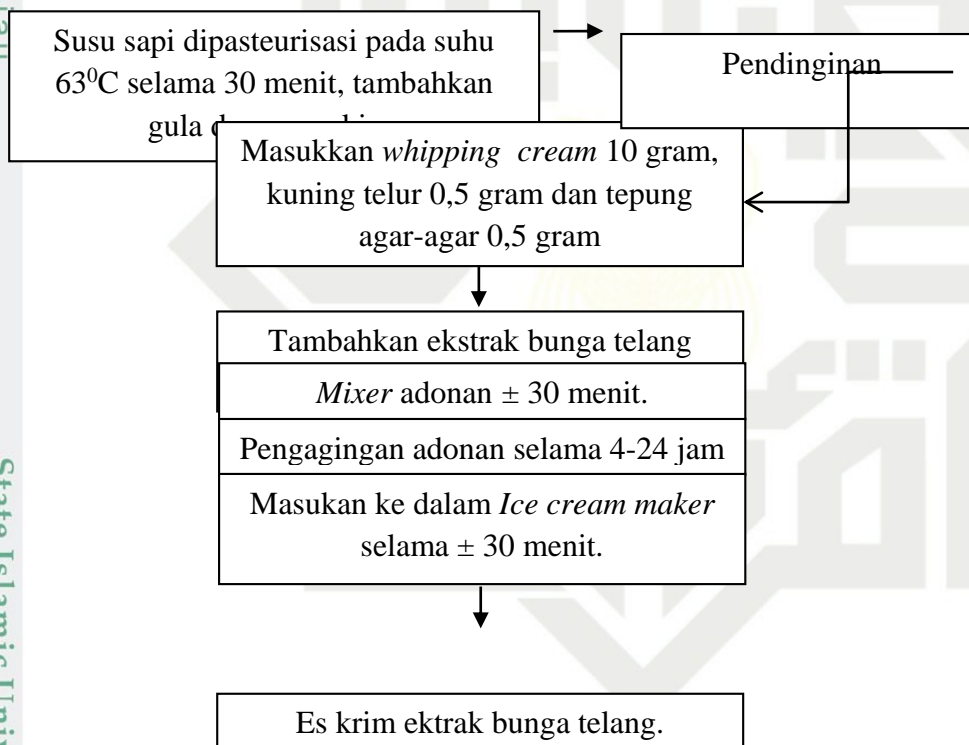 Susu sapi dipasteurisasi pada suhu
63⁰C selama 30 menit, tambahkan
gula
Pendinginan
Masukkan whipping cream 10 gram,
kuning telur 0,5 gram dan tepung
agar-agar 0,5 gram
Tambahkan ekstrak bunga telang
Mixer adonan ± 30 menit.
Pengagingan adonan selama 4-24 jam
Masukan ke dalam Ice cream maker
selama ± 30 menit.
Es krim ektrak bunga telang.
State Islamic